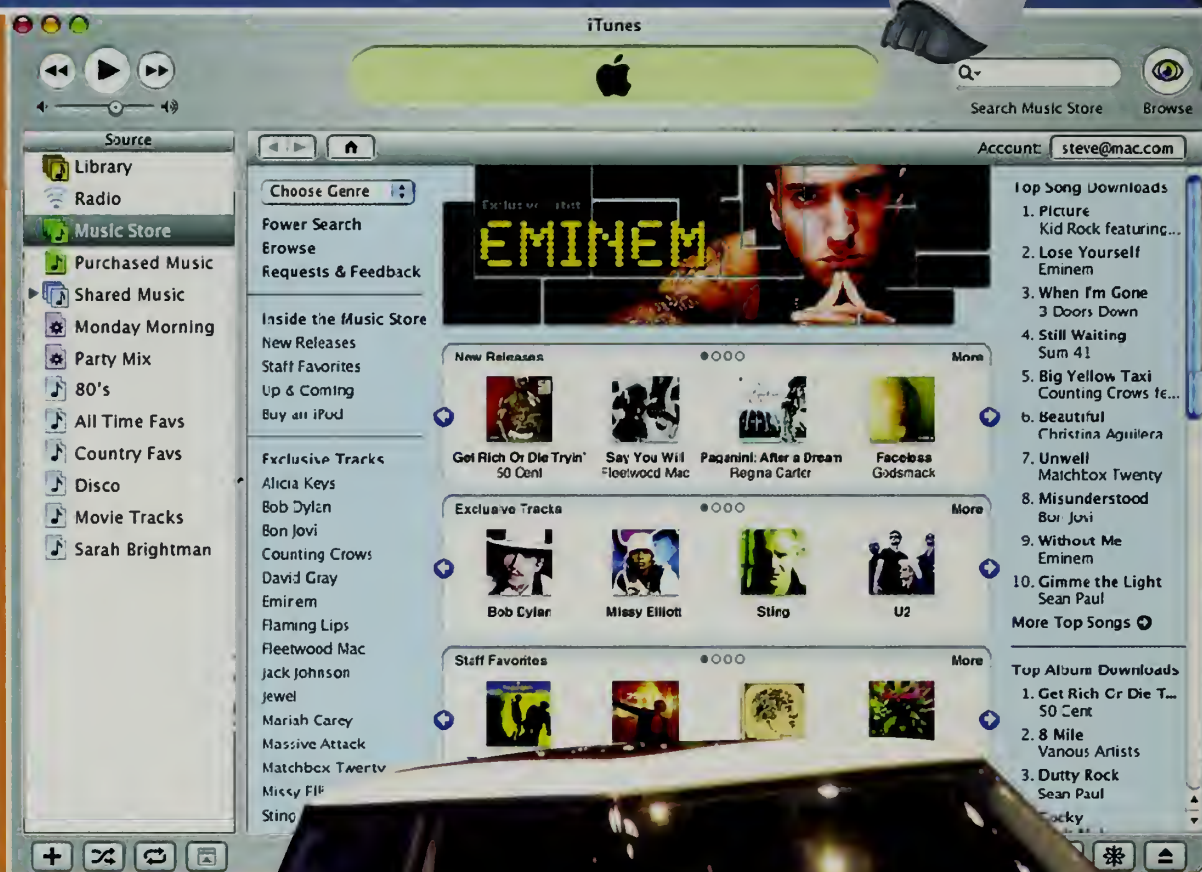 iTunes
Search Music Store
Browse
Source
Library
Radio
Music Store
Purchased Music
Shared Music
Monday Morning
Party Mix
80's
All Time Favs
Country Favs
Disco
Movie Tracks
Sarah Brightman
Account: steve@mac.com
Choose Genre
Power Search
Browse
Requests & Feedback
Inside the Music Store
New Releases
Staff Favorites
Up & Coming
Buy an iPod
Exclusive Tracks
Alicia Keys
Bob Dylan
Bon Jovi
Counting Crows
David Gray
Eminem
Flaming Lips
Fleetwood Mac
Jack Johnson
Jewel
Mariah Carey
Massive Attack
Matchbox Twenty
Missy
Sting
EMINEM
New Releases
More
Get Rich Or Die Tryin'
50 Cent
Say You Will
Fleetwood Mac
Paganini: After a Dream
Regina Carter
Faceless
Godsmack
Exclusive Tracks
More
Bob Dylan
Missy Elliott
Sting
U2
Staff Favorites
More
Top Song Downloads
1. Picture
Kid Rock featuring...
2. Lose Yourself
Eminem
3. When I'm Gone
3 Doors Down
4. Still Waiting
Sum 41
5. Big Yellow Taxi
Counting Crows fe...
6. Beautiful
Christina Aguilera
7. Unwell
Matchbox Twenty
8. Misunderstood
Bon Jovi
9. Without Me
Eminem
10. Gimme the Light
Sean Paul
More Top Songs
Top Album Downloads
1. Get Rich Or Die T...
50 Cent
2. 8 Mile
Various Artists
3. Dutty Rock
Sean Paul